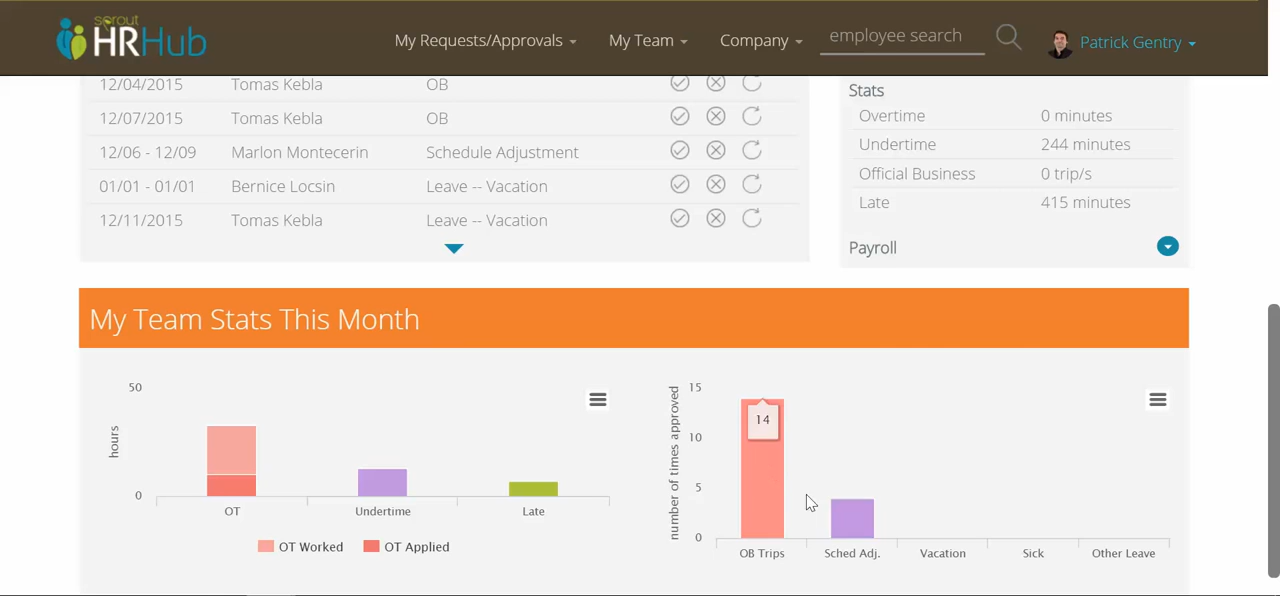 sprout
HRHub
My Requests/Approvals
My Team
Company
employee search
Patrick Gentry
12/04/2015 Tomas Kebla OB
12/07/2015 Tomas Kebla OB
12/06 - 12/09 Marlon Montecerin Schedule Adjustment
01/01 - 01/01 Bernice Locsin Leave -- Vacation
12/11/2015 Tomas Kebla Leave -- Vacation
Stats
Overtime 0 minutes
Undertime 244 minutes
Official Business 0 trip/s
Late 415 minutes
Payroll
My Team Stats This Month
50
hours
0
OT Undertime Late
OT Worked OT Applied
number of times approved
15
14
10
5
0
OB Trips Sched Adj. Vacation Sick Other Leave